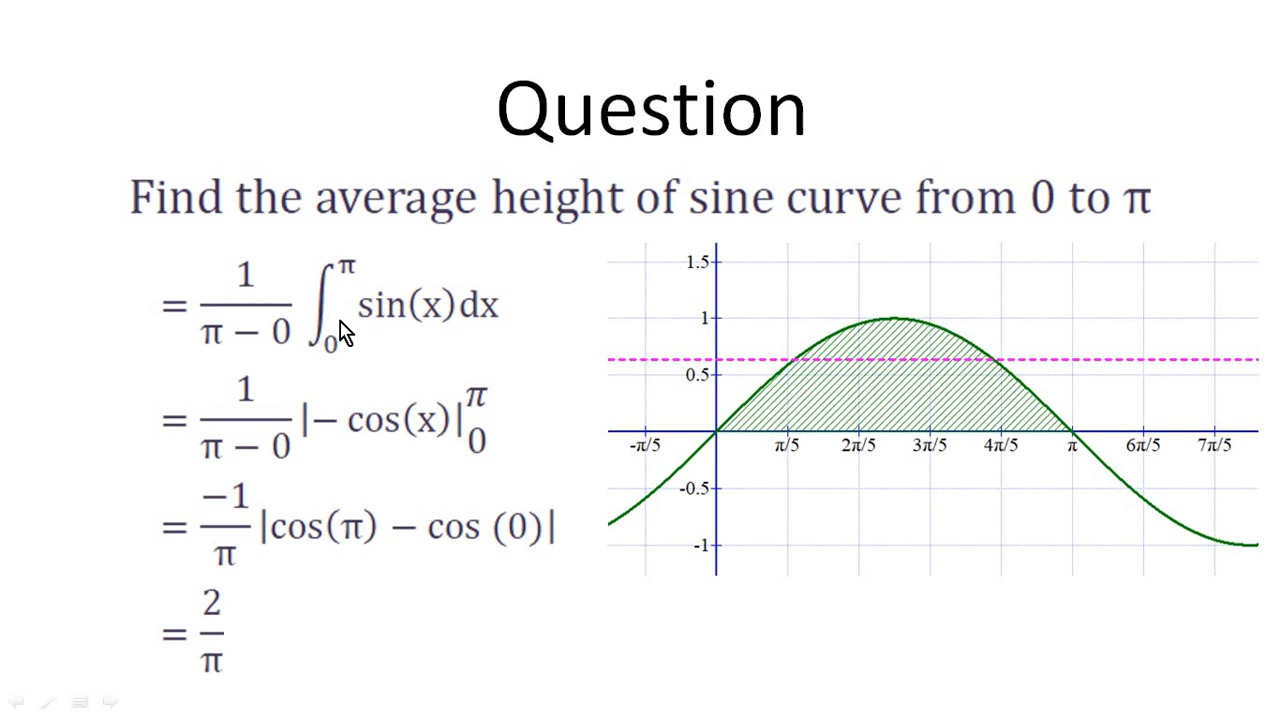 Question
Find the average height of sine curve from 0 to π
= 1/(π − 0) ∫₀^π sin(x)dx
= 1/(π − 0) |− cos(x)|₀^π
= −1/π |cos(π) − cos (0)|
= 2/π
1.5
1
0.5
-π/5 π/5 2π/5 3π/5 4π/5 π 6π/5 7π/5
-0.5
-1